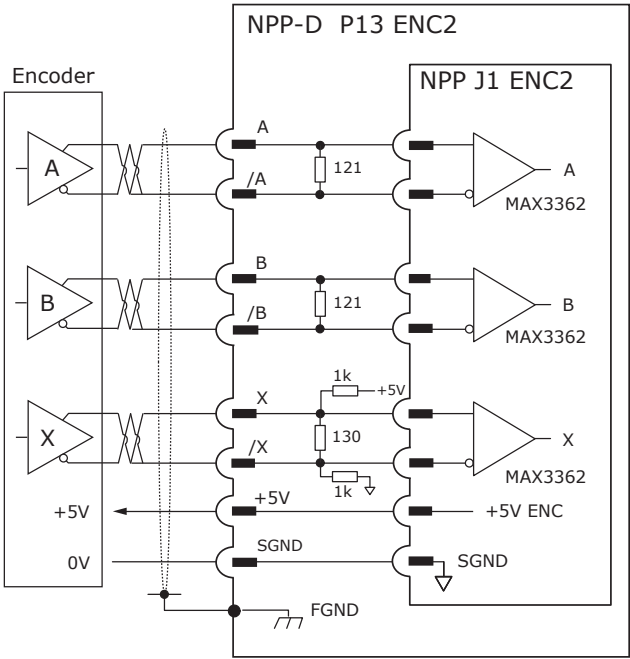 NPP-D P13 ENC2
Encoder
NPP J1 ENC2
A
A
/A
121
A
MAX3362
B
B
/B
121
B
MAX3362
1k
+5V
X
X
/X
130
1k
X
MAX3362
+5V
+5V
+5V ENC
0V
SGND
SGND
FGND